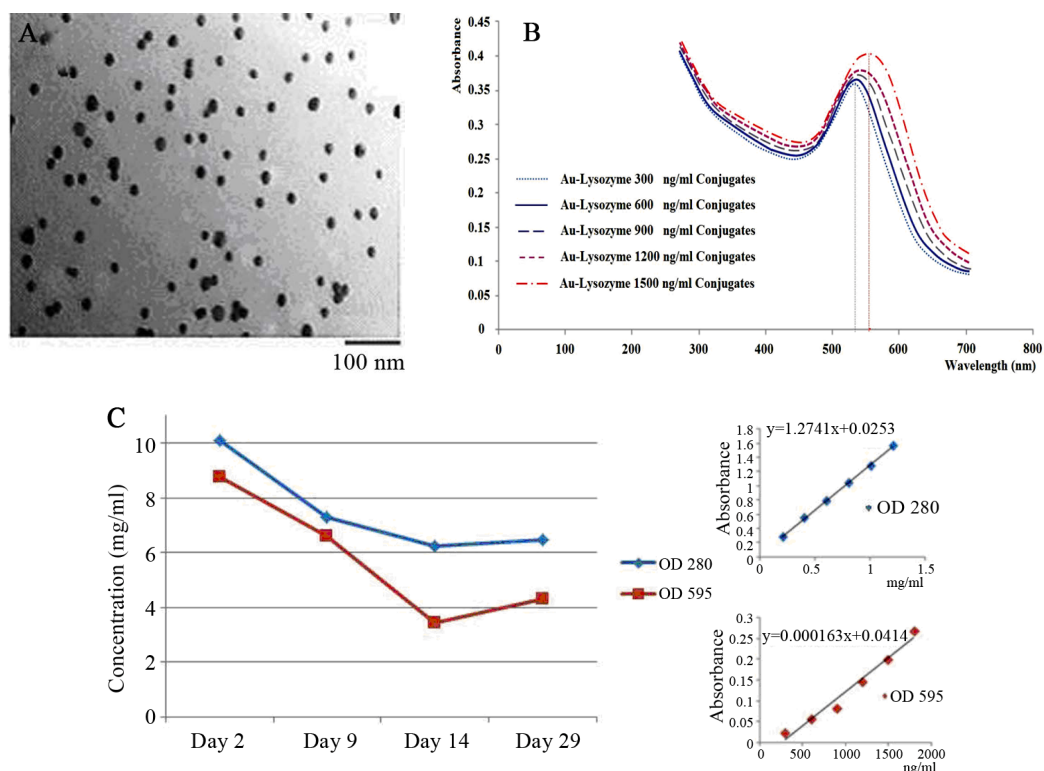 A
100 nm
B
Absorbance
0.45
0.4
0.35
0.3
0.25
0.2
0.15
0.1
0.05
0
Au-Lysozyme 300 ng/ml Conjugates
Au-Lysozyme 600 ng/ml Conjugates
Au-Lysozyme 900 ng/ml Conjugates
Au-Lysozyme 1200 ng/ml Conjugates
Au-Lysozyme 1500 ng/ml Conjugates
0 100 200 300 400 500 600 700 800
Wavelength (nm)
C
Concentration (mg/ml)
10
8
6
4
2
0
Day 2 Day 9 Day 14 Day 29
OD 280
OD 595
Absorbance
1.8
1.6
1.4
1.2
1
0.8
0.6
0.4
0.2
0
y=1.2741x+0.0253
OD 280
0 0.5 1 1.5
mg/ml
Absorbance
0.3
0.25
0.2
0.15
0.1
0.05
0
y=0.000163x+0.0414
OD 595
0 500 1000 1500 2000
ng/ml